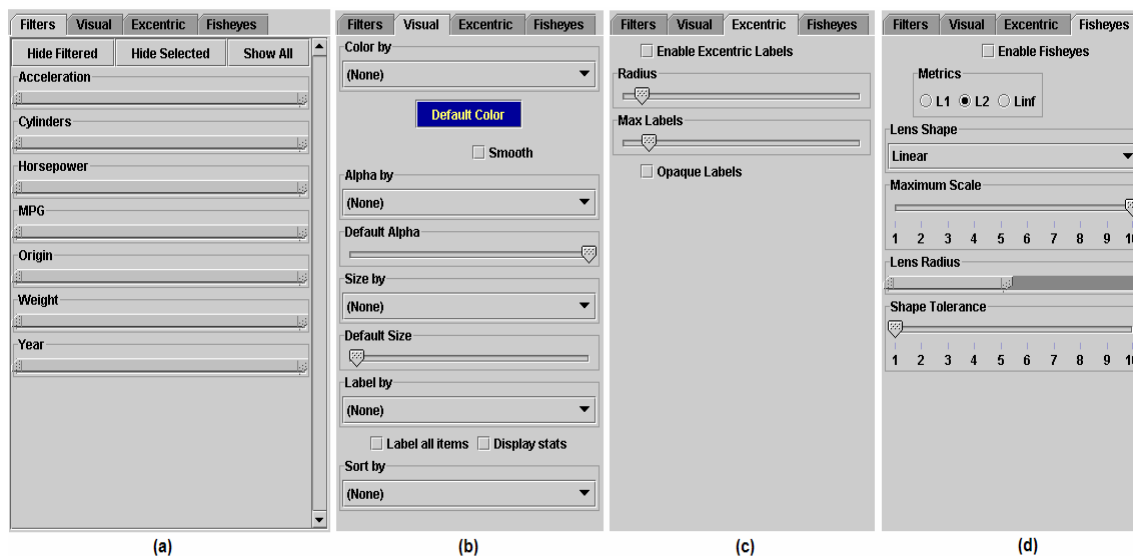 Filters Visual Excentric Fisheyes
Hide Filtered Hide Selected Show All
Acceleration
Cylinders
Horsepower
MPG
Origin
Weight
Year
(a)
Filters Visual Excentric Fisheyes
Color by
(None)
Default Color
Smooth
Alpha by
(None)
Default Alpha
Size by
(None)
Default Size
Label by
(None)
Label all items Display stats
Sort by
(None)
(b)
Filters Visual Excentric Fisheyes
Enable Excentric Labels
Radius
Max Labels
Opaque Labels
(c)
Filters Visual Excentric Fisheyes
Enable Fisheyes
Metrics
L1 L2 Linf
Lens Shape
Linear
Maximum Scale
1 2 3 4 5 6 7 8 9 10
Lens Radius
Shape Tolerance
1 2 3 4 5 6 7 8 9 10
(d)